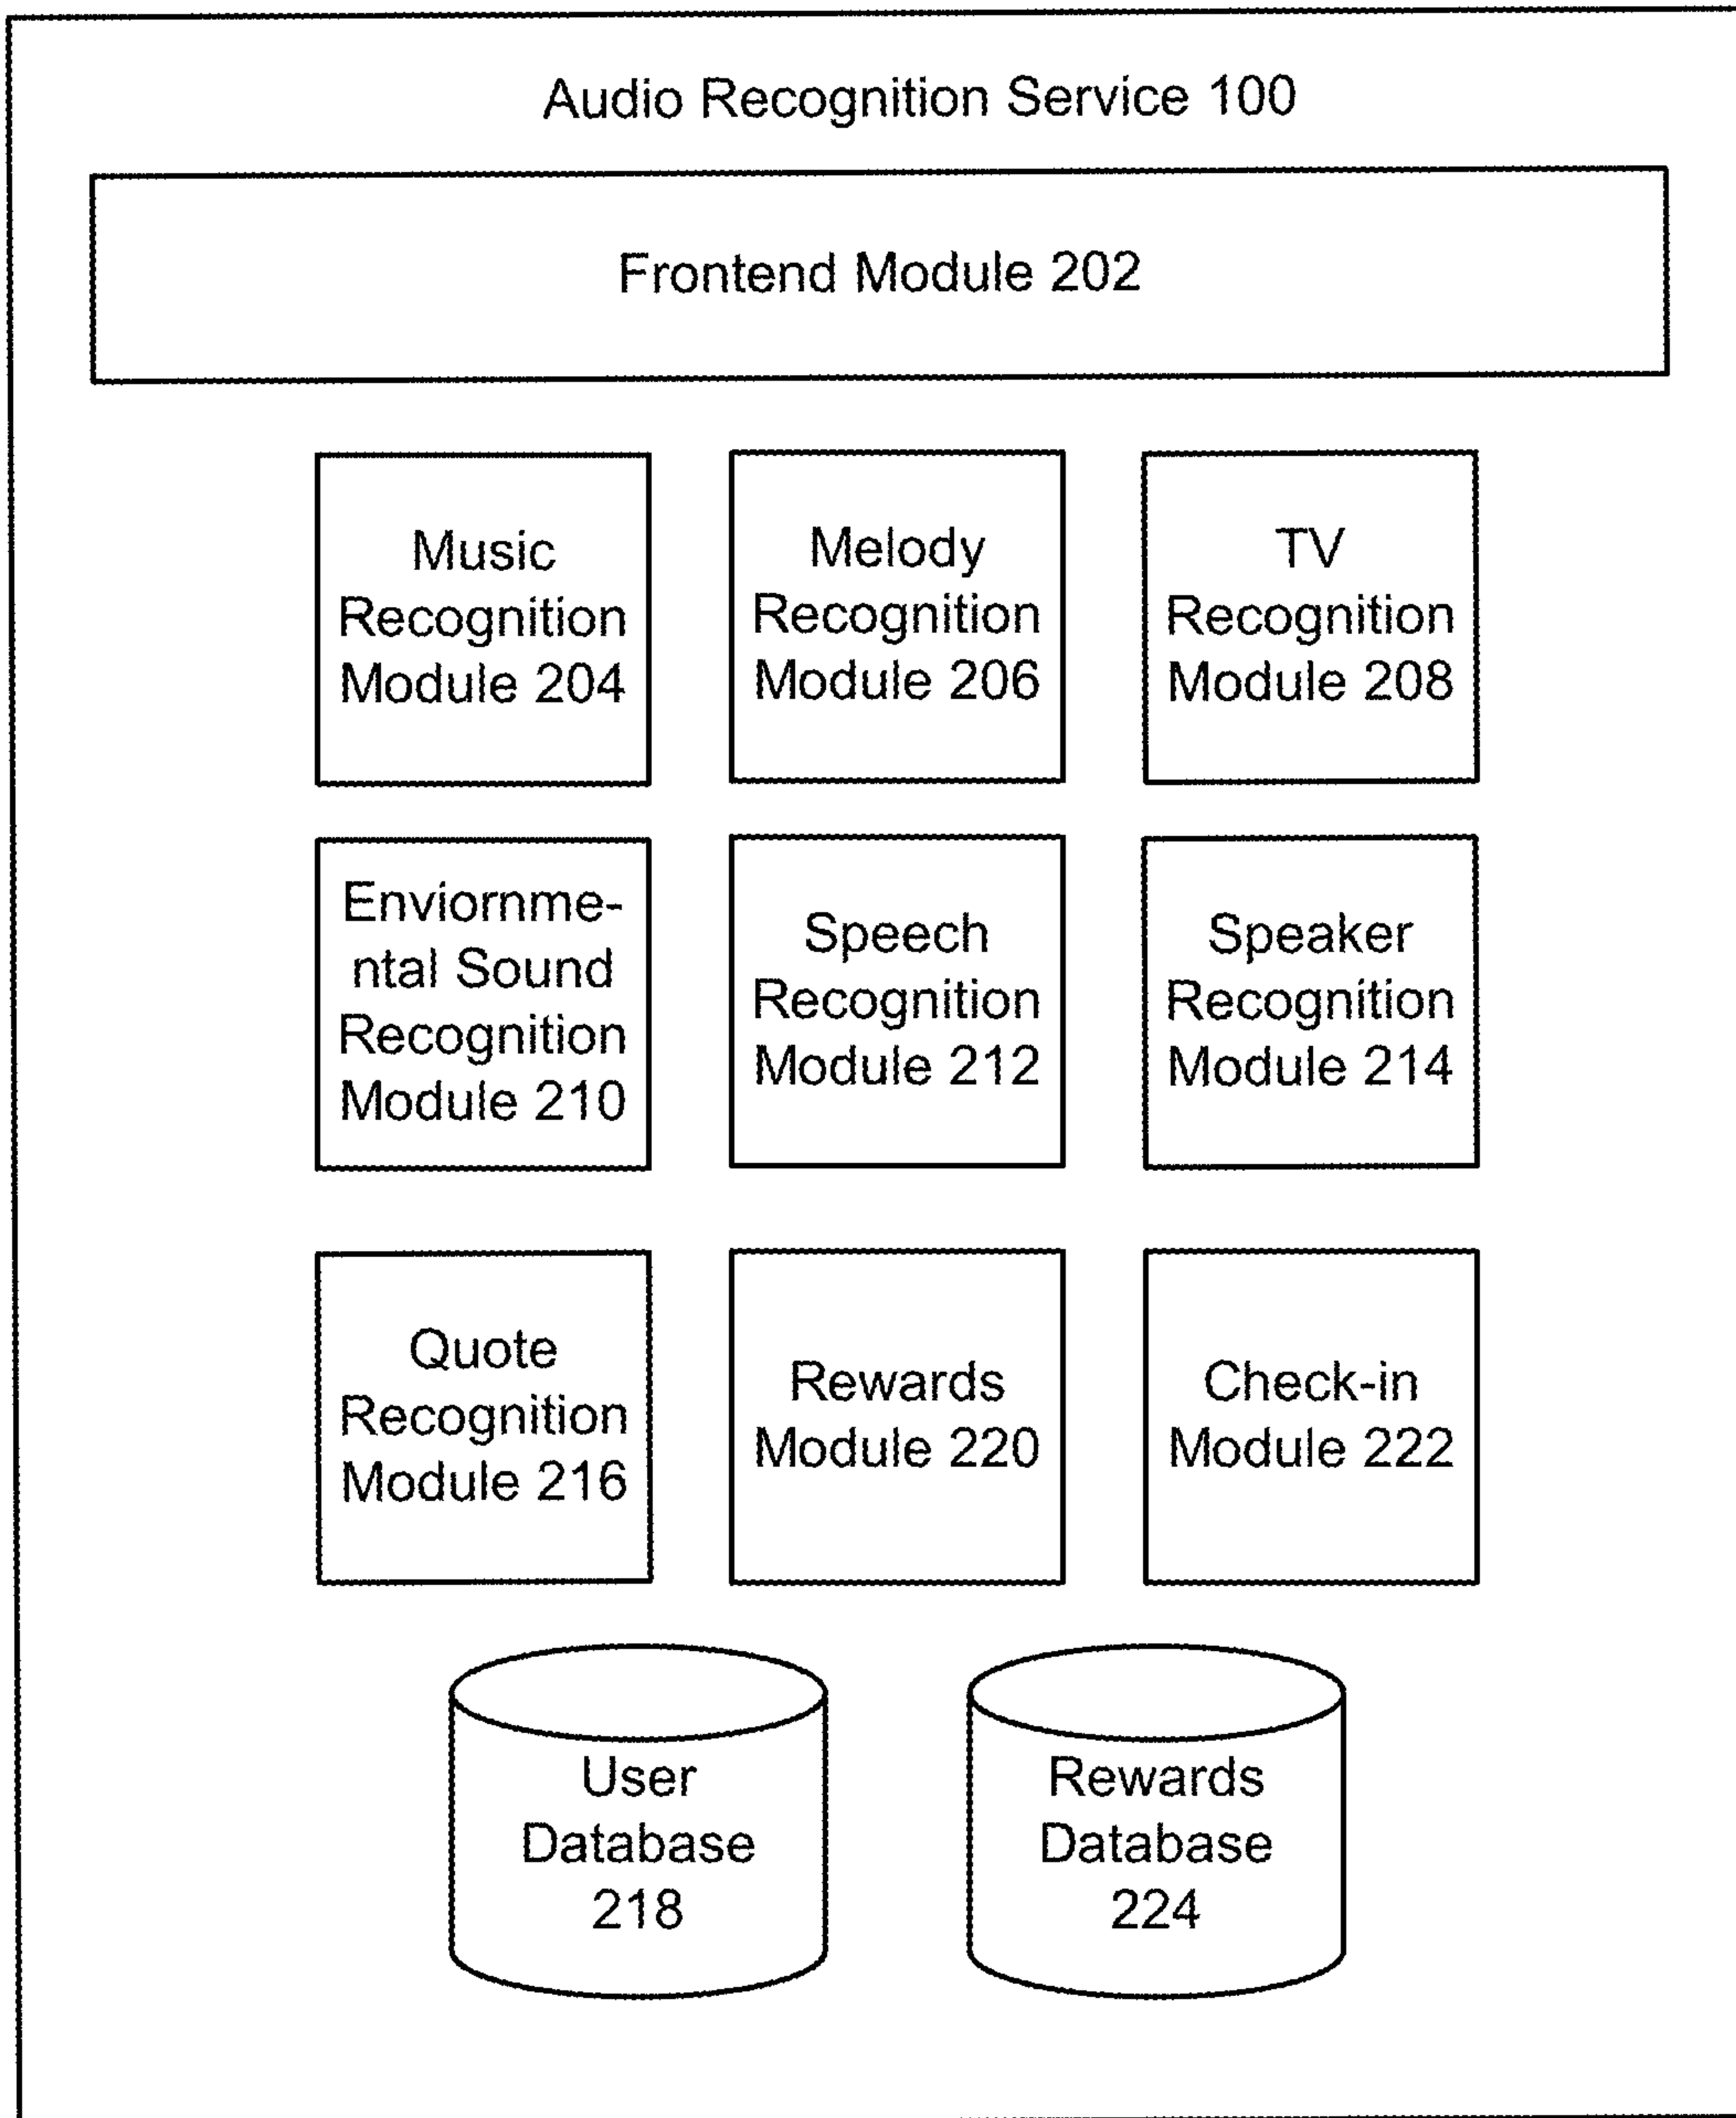 Audio Recognition Service 100
Frontend Module 202
Music
Recognition
Module 204
Melody
Recognition
Module 206
TV
Recognition
Module 208
Enviornme-
ntal Sound
Recognition
Module 210
Speech
Recognition
Module 212
Speaker
Recognition
Module 214
Quote
Recognition
Module 216
Rewards
Module 220
Check-in
Module 222
User
Database
218
Rewards
Database
224